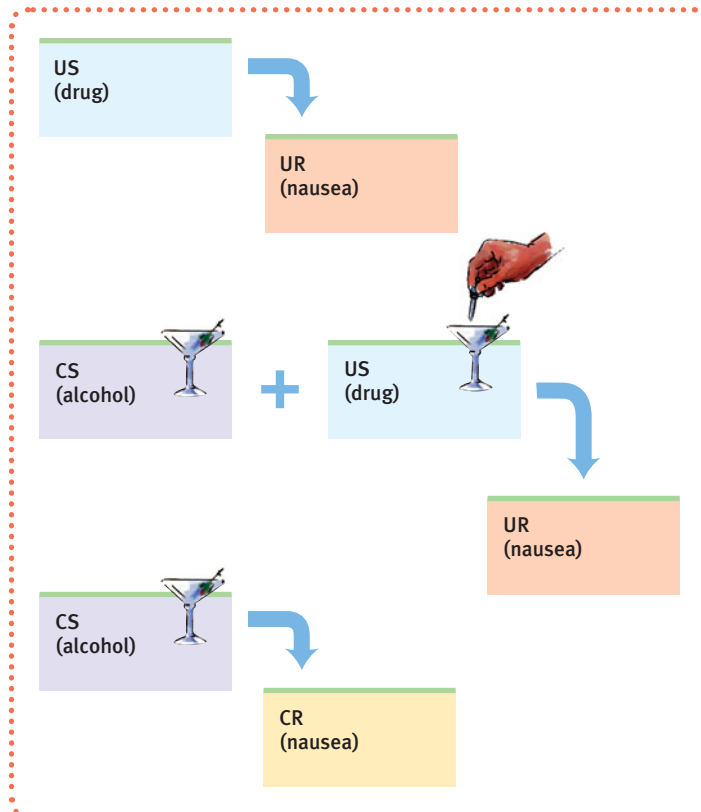 US
(drug)
UR
(nausea)
CS
(alcohol)
+
US
(drug)
UR
(nausea)
CS
(alcohol)
CR
(nausea)